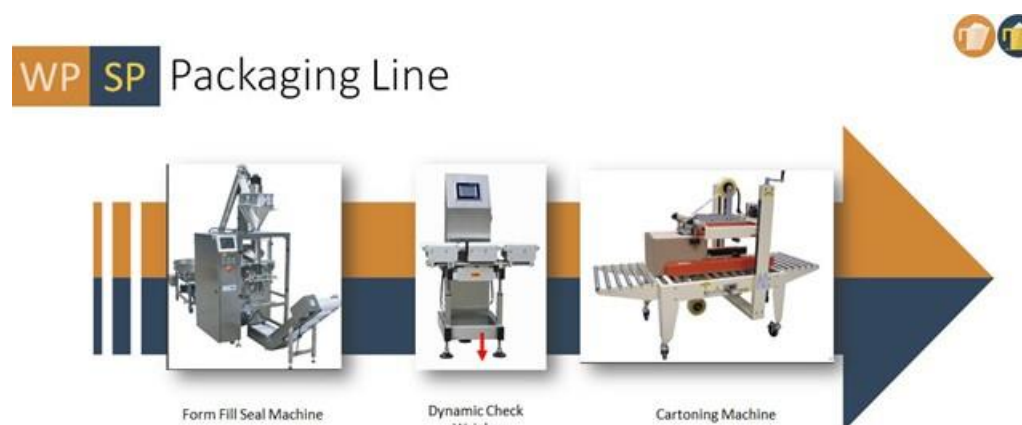 WP SP Packaging Line
Form Fill Seal Machine
Dynamic Check
Cartoning Machine